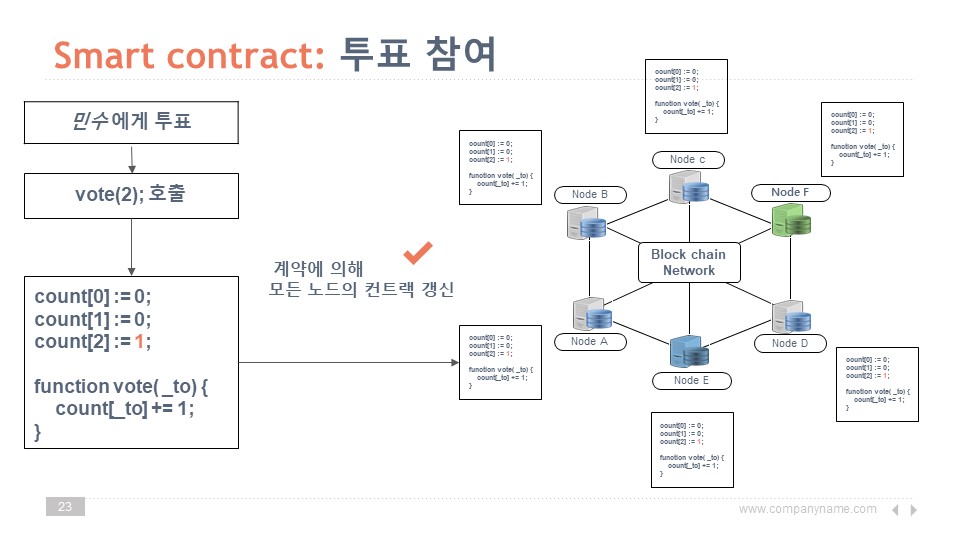 Smart contract: 투표 참여
민수에게 투표
vote(2); 호출
count[0] := 0;
count[1] := 0;
count[2] := 1;
function vote( _to) {
count[_to] += 1;
}
계약에 의해
모든 노드의 컨트랙 갱신
count[0] := 0;
count[1] := 0;
count[2] := 1;
function vote( _to) {
count[_to] += 1;
}
Node B
count[0] := 0;
count[1] := 0;
count[2] := 1;
function vote( _to) {
count[_to] += 1;
}
Node c
count[0] := 0;
count[1] := 0;
count[2] := 1;
function vote( _to) {
count[_to] += 1;
}
Node F
Block chain
Network
count[0] := 0;
count[1] := 0;
count[2] := 1;
function vote( _to) {
count[_to] += 1;
}
Node A
Node E
count[0] := 0;
count[1] := 0;
count[2] := 1;
function vote( _to) {
count[_to] += 1;
}
Node D
count[0] := 0;
count[1] := 0;
count[2] := 1;
function vote( _to) {
count[_to] += 1;
}
23
www.companyname.com